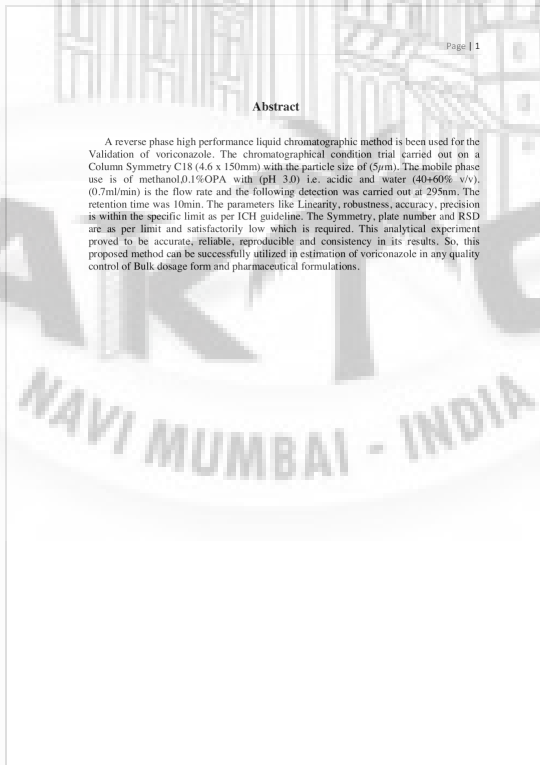 Page | 1
Abstract
A reverse phase high performance liquid chromatographic method is been used for the
Validation of voriconazole. The chromatographical condition trial carried out on a
Column Symmetry C18 (4.6 x 150mm) with the particle size of (5µm). The mobile phase
use is of methanol,0.1%OPA with (pH 3.0) i.e. acidic and water (40+60% v/v),
(0.7ml/min) is the flow rate and the following detection was carried out at 295nm. The
retention time was 10min. The parameters like Linearity, robustness, accuracy, precision
is within the specific limit as per ICH guideline. The Symmetry, plate number and RSD
are as per limit and satisfactorily low which is required. This analytical experiment
proved to be accurate, reliable, reproducible and consistency in its results. So, this
proposed method can be successfully utilized in estimation of voriconazole in any quality
control of Bulk dosage form and pharmaceutical formulations.
NAVI MUMBAI - INDIA